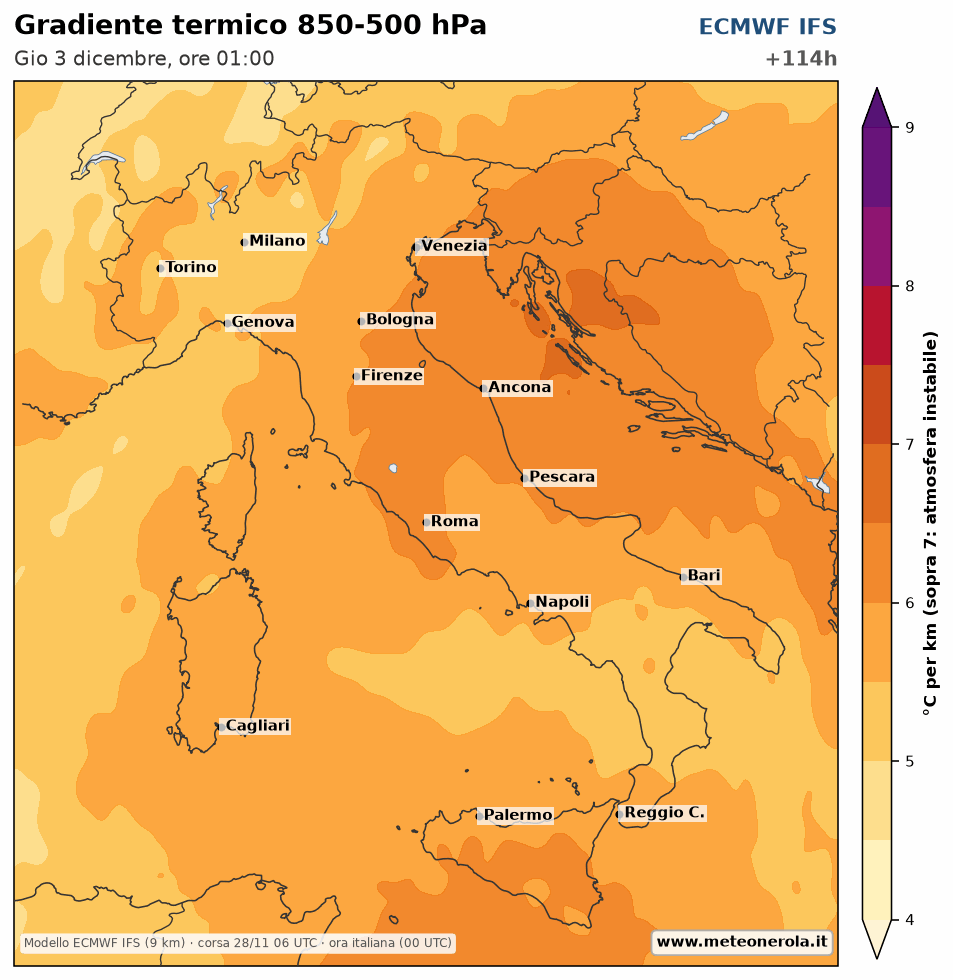 Gradiente termico 850-500 hPa
ECMWF IFS
Gio 3 dicembre, ore 01:00
+114h
Milano
Venezia
Torino
Genova
Bologna
Firenze
Ancona
Pescara
Roma
Bari
Napoli
Cagliari
Palermo
Reggio C.
9
8
7
6
5
4
°C per km (sopra 7: atmosfera instabile)
Modello ECMWF IFS (9 km) · corsa 28/11 06 UTC · ora italiana (00 UTC)
www.meteonerola.it